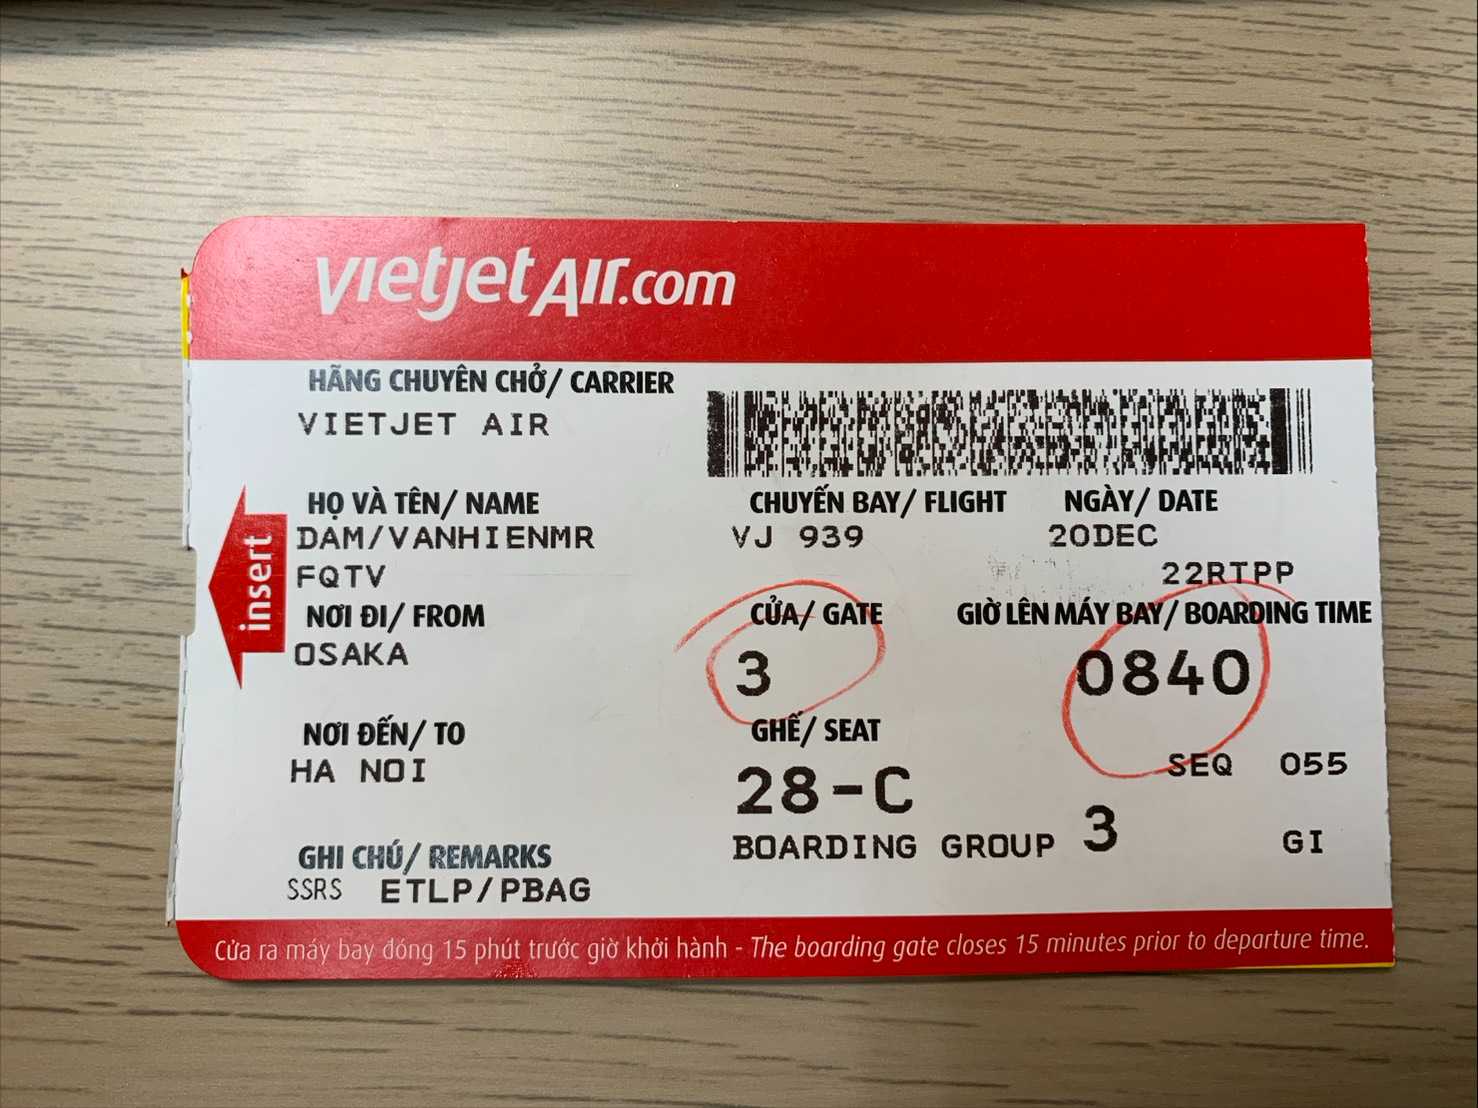 vietjet Air.com
HÃNG CHUYÊN CHỞ/ CARRIER
VIETJET AIR
HỌ VÀ TÊN/ NAME
DAM/VANHIENMR
FQTV
CHUYẾN BAY/ FLIGHT
VJ 939
NGÀY/ DATE
20DEC
22RTPP
insert
NƠI ĐI/ FROM
OSAKA
CỬA/ GATE
3
GIỜ LÊN MÁY BAY/ BOARDING TIME
0840
NƠI ĐẾN/ TO
HA NOI
GHẾ/ SEAT
28-C
SEQ 055
BOARDING GROUP 3
GI
GHI CHÚ/ REMARKS
SSRS ETLP/PBAG
Cửa ra máy bay đóng 15 phút trước giờ khởi hành - The boarding gate closes 15 minutes prior to departure time.